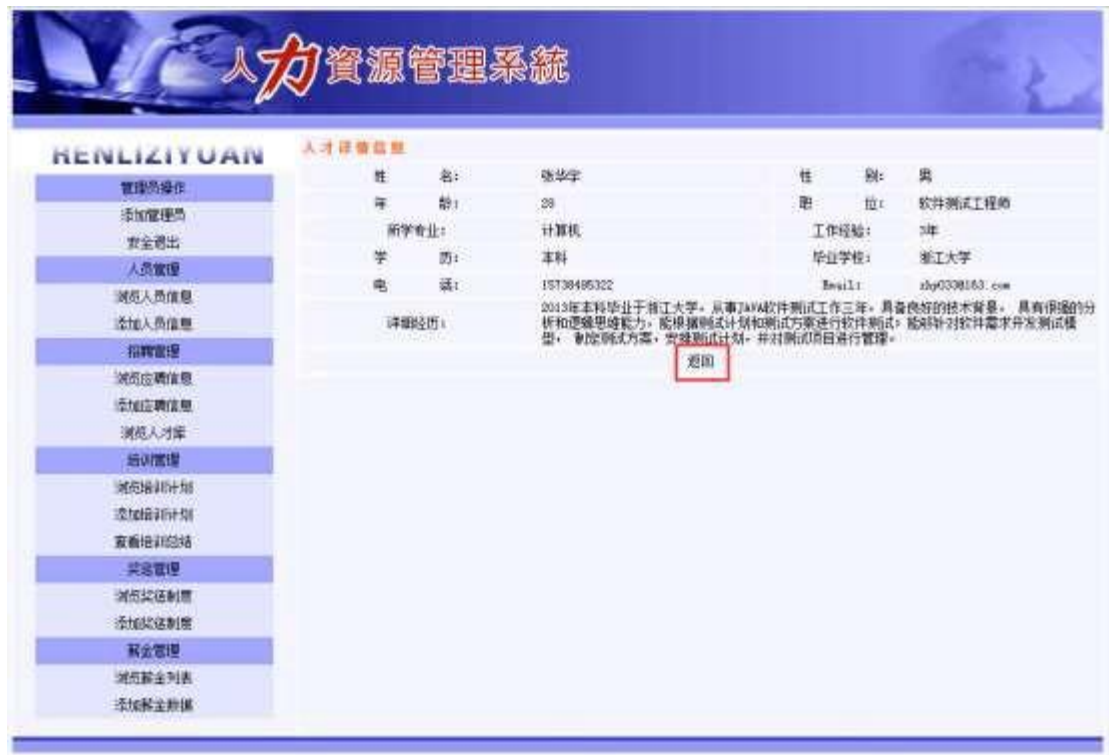 人力資源管理系統
RENLIZIYUAN
管理员操作
添加管理员
安全退出
人员管理
浏览人员信息
添加人员信息
招聘管理
浏览应聘信息
添加应聘信息
浏览人才库
培训管理
浏览培训计划
添加培训计划
查看培训总结
奖惩管理
浏览奖惩制度
添加奖惩制度
薪金管理
浏览薪金列表
添加薪金数据
人才详情信息
姓 名: 张华宇 性 别: 男
年 龄: 28 职 位: 软件测试工程师
所学专业: 计算机 工作经验: 3年
学 历: 本科 毕业学校: 浙江大学
电 话: 15738485322 Email:
详细经历: 2013年本科毕业于浙江大学。从事JAVA软件测试工作三年。具备良好的技术背景。 具有很强的分
析和逻辑思维能力。能根据测试计划和测试方案进行软件测试; 能够针对软件需求开发测试模
型。 制定测试方案,安排测试计划。并对测试项目进行管理。
返回